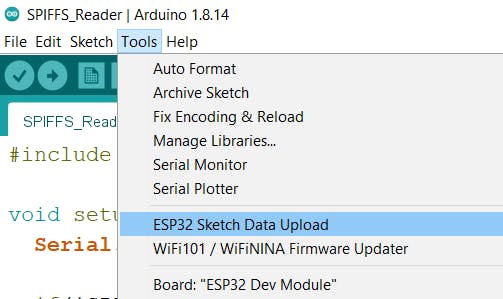 SPIFFS_Reader | Arduino 1.8.14
File Edit Sketch Tools Help
Auto Format
Archive Sketch
SPIFFS_Read
Fix Encoding & Reload
#include
Manage Libraries...
Serial Monitor
Serial Plotter
void setu
ESP32 Sketch Data Upload
Serial.
WiFi101 / WiFiNINA Firmware Updater
Board: "ESP32 Dev Module"